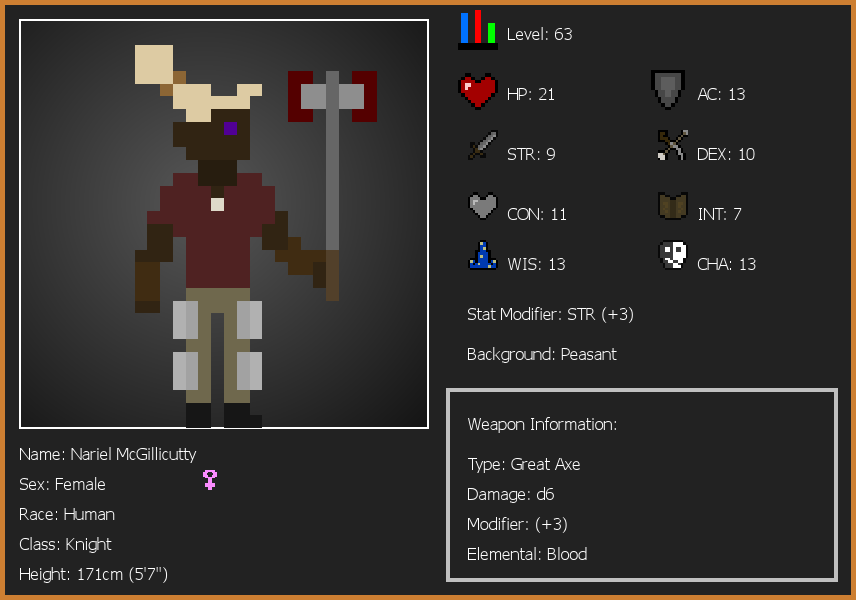 Level: 63
HP: 21
AC: 13
STR: 9
DEX: 10
CON: 11
INT: 7
WIS: 13
CHA: 13
Stat Modifier: STR (+3)
Background: Peasant
Weapon Information:
Type: Great Axe
Damage: d6
Modifier: (+3)
Elemental: Blood
Name: Nariel McGillicutty
Sex: Female
Race: Human
Class: Knight
Height: 171cm (5'7")